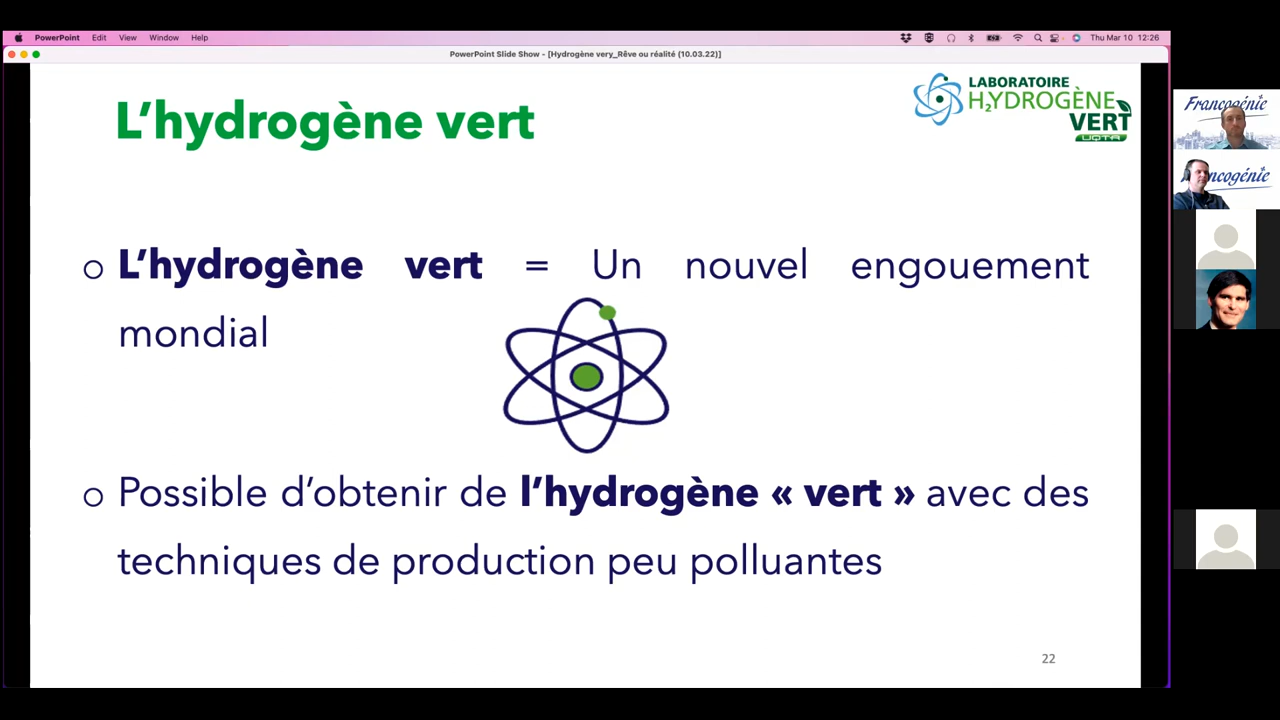 PowerPoint Edit View Window Help
Thu Mar 10 12:26
PowerPoint Slide Show - [Hydrogène very_Rêve ou réalité (10.03.22)]
L'hydrogène vert
LABORATOIRE
H₂YDROGÈNE
VERT
UQTR
L'hydrogène vert = Un nouvel engouement
mondial
Possible d'obtenir de l'hydrogène « vert » avec des
techniques de production peu polluantes
22
Francogénie
ncogénie